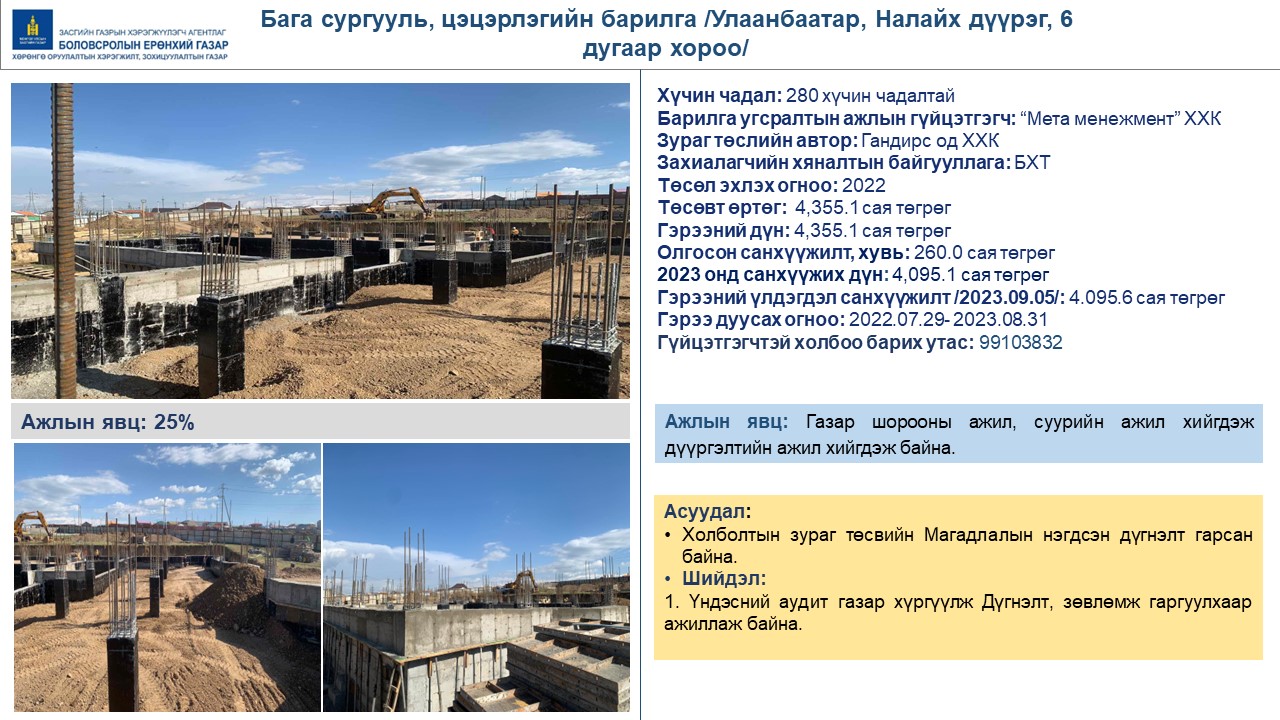 ЗАСГИЙН ГАЗРЫН ХЭРЭГЖҮҮЛЭГЧ АГЕНТЛАГ
БОЛОВСРОЛЫН ЕРӨНХИЙ ГАЗАР
ХӨРӨНГӨ ОРУУЛАЛТЫН ХЭРЭГЖИЛТ, ЗОХИЦУУЛАЛТЫН ГАЗАР
Бага сургууль, цэцэрлэгийн барилга /Улаанбаатар, Налайх дүүрэг, 6
дугаар хороо/
Хүчин чадал: 280 хүчин чадалтай
Барилга угсралтын ажлын гүйцэтгэгч: “Мета менежмент” ХХК
Зураг төслийн автор: Гандирс од ХХК
Захиалагчийн хяналтын байгууллага: БХТ
Төсөл эхлэх огноо: 2022
Төсөвт өртөг: 4,355.1 сая төгрөг
Гэрээний дүн: 4,355.1 сая төгрөг
Олгосон санхүүжилт, хувь: 260.0 сая төгрөг
2023 онд санхүүжих дүн: 4,095.1 сая төгрөг
Гэрээний үлдэгдэл санхүүжилт /2023.09.05/: 4.095.6 сая төгрөг
Гэрээ дуусах огноо: 2022.07.29- 2023.08.31
Гүйцэтгэгчтэй холбоо барих утас: 99103832
Ажлын явц: 25%
Ажлын явц: Газар шорооны ажил, суурийн ажил хийгдэж
дүүргэлтийн ажил хийгдэж байна.
Асуудал:
• Холболтын зураг төсвийн Магадлалын нэгдсэн дүгнэлт гарсан
байна.
• Шийдэл:
1. Үндэсний аудит газар хүргүүлж Дүгнэлт, зөвлөмж гаргуулхаар
ажиллаж байна.